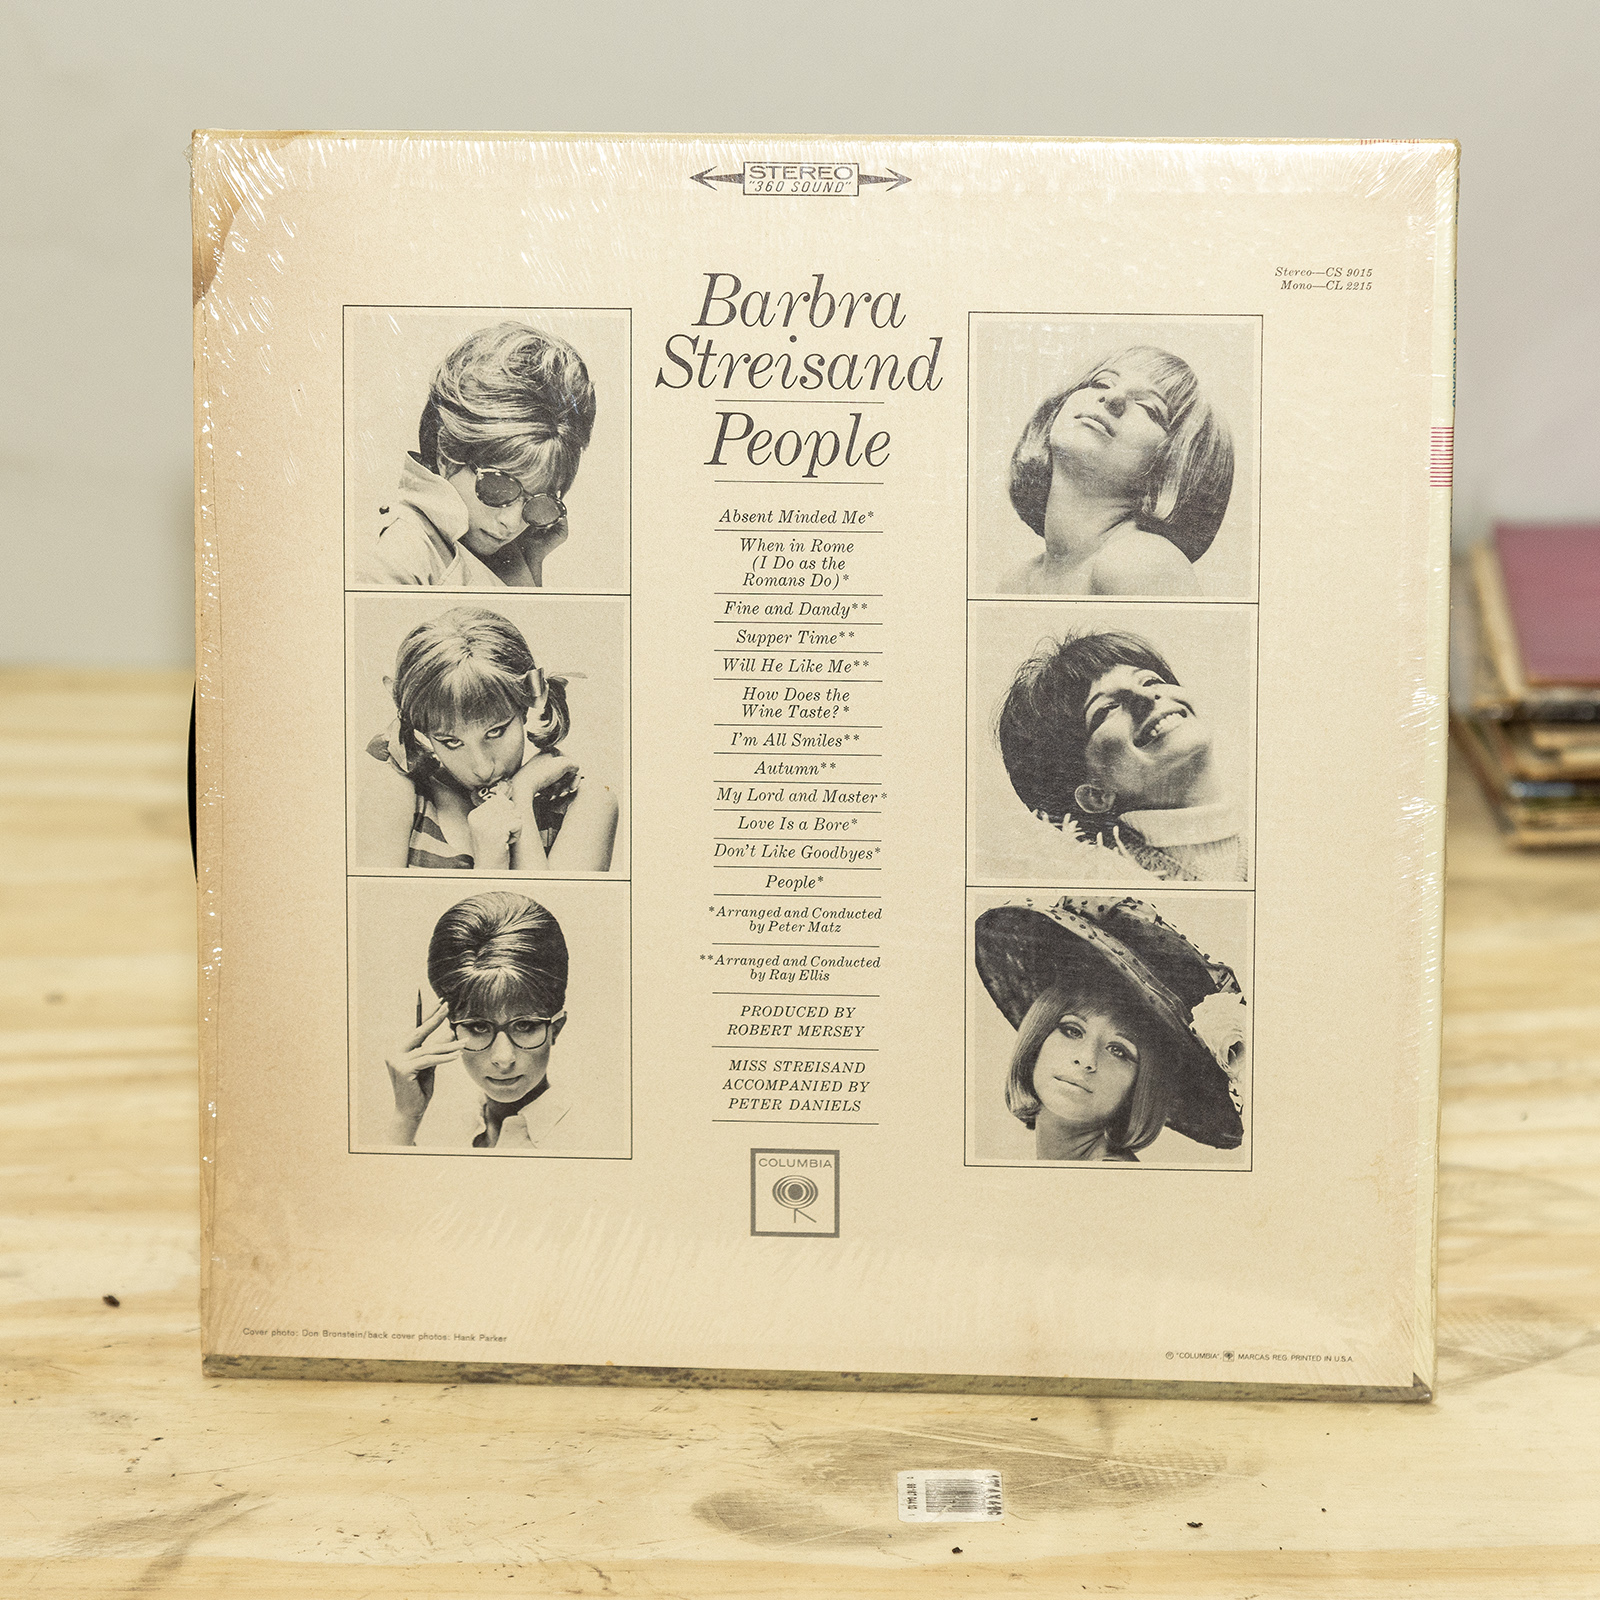 STEREO
"360 SOUND"
Stereo—CS 9015
Mono—CL 2215
Barbra
Streisand
People
Absent Minded Me*
When in Rome
(I Do as the
Romans Do)*
Fine and Dandy**
Supper Time**
Will He Like Me**
How Does the
Wine Taste?*
I'm All Smiles**
Autumn**
My Lord and Master*
Love Is a Bore*
Don't Like Goodbyes*
People*
*Arranged and Conducted
by Peter Matz
**Arranged and Conducted
by Ray Ellis
PRODUCED BY
ROBERT MERSEY
MISS STREISAND
ACCOMPANIED BY
PETER DANIELS
COLUMBIA
Cover photo: Don Bronstein/back cover photos: Hank Parker
® "COLUMBIA", MARCAS REG. PRINTED IN U.S.A.